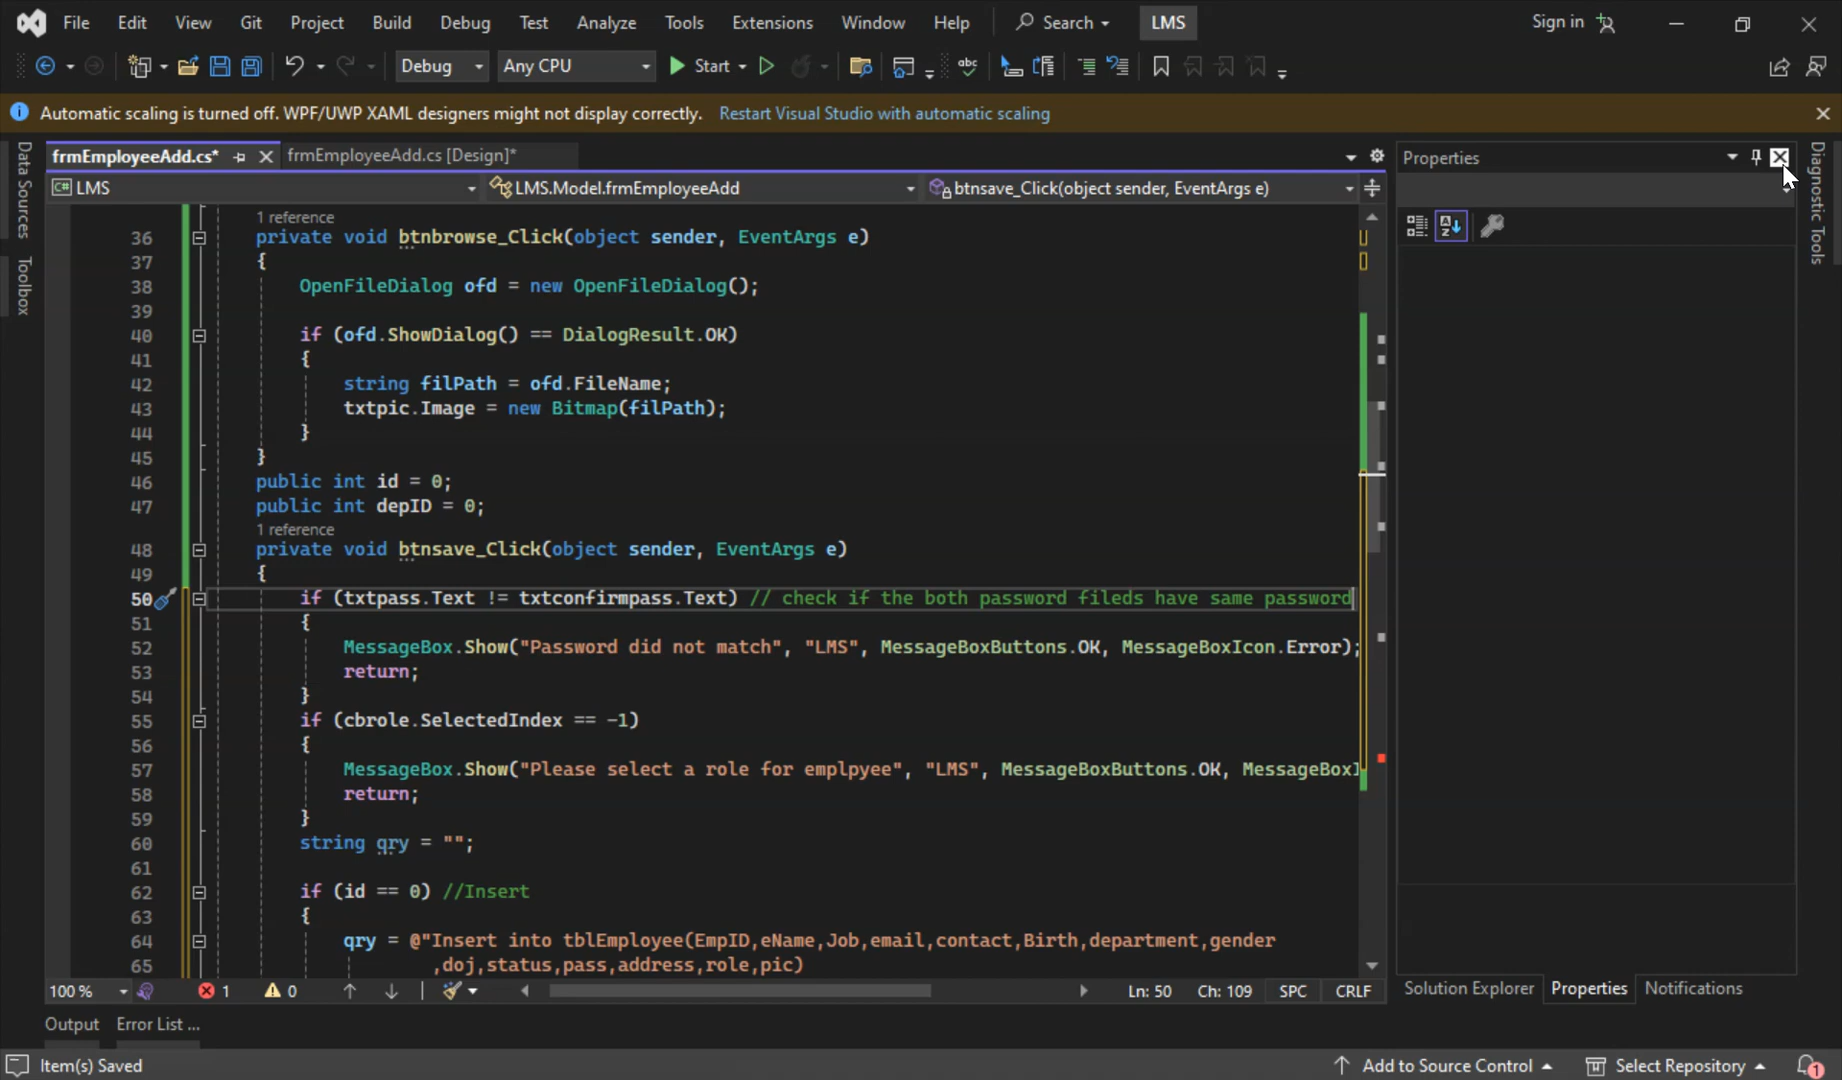 File Edit View Git Project Build Debug Test Analyze Tools Extensions Window Help Search LMS Sign in
Debug Any CPU Start abc
Automatic scaling is turned off. WPF/UWP XAML designers might not display correctly. Restart Visual Studio with automatic scaling
Data Sources
Toolbox
frmEmployeeAdd.cs* frmEmployeeAdd.cs [Design]*
C# LMS LMS.Model.frmEmployeeAdd btnsave_Click(object sender, EventArgs e)
1 reference
36 private void btnbrowse_Click(object sender, EventArgs e)
37 {
38 OpenFileDialog ofd = new OpenFileDialog();
39
40 if (ofd.ShowDialog() == DialogResult.OK)
41 {
42 string filPath = ofd.FileName;
43 txtpic.Image = new Bitmap(filPath);
44 }
45 }
46 public int id = 0;
47 public int depID = 0;
1 reference
48 private void btnsave_Click(object sender, EventArgs e)
49 {
50 if (txtpass.Text != txtconfirmpass.Text) // check if the both password fileds have same password
51 {
52 MessageBox.Show("Password did not match", "LMS", MessageBoxButtons.OK, MessageBoxIcon.Error);
53 return;
54 }
55 if (cbrole.SelectedIndex == -1)
56 {
57 MessageBox.Show("Please select a role for emplpyee", "LMS", MessageBoxButtons.OK, MessageBoxI
58 return;
59 }
60 string qry = "";
61
62 if (id == 0) //Insert
63 {
64 qry = @"Insert into tblEmployee(EmpID,eName,Job,email,contact,Birth,department,gender
65 ,doj,status,pass,address,role,pic)
100 % 1 0 Ln: 50 Ch: 109 SPC CRLF
Properties
Diagnostic Tools
Solution Explorer Properties Notifications
Output Error List ...
Item(s) Saved Add to Source Control Select Repository 1